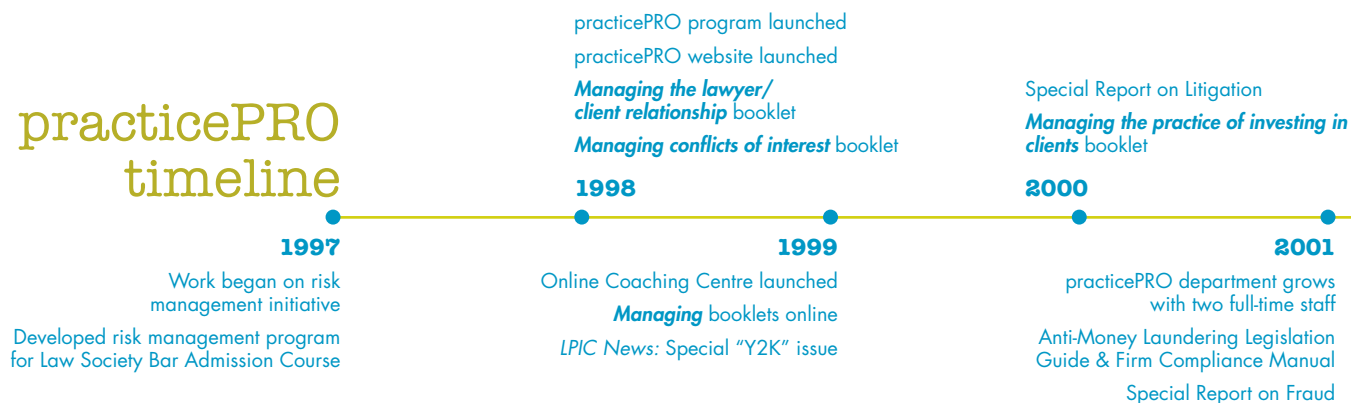 practicePRO
timeline
1997
Work began on risk
management initiative
Developed risk management program
for Law Society Bar Admission Course
practicePRO program launched
practicePRO website launched
Managing the lawyer/
client relationship booklet
Managing conflicts of interest booklet
1998
1999
Online Coaching Centre launched
Managing booklets online
LPIC News: Special “Y2K” issue
Special Report on Litigation
Managing the practice of investing in
clients booklet
2000
2001
practicePRO department grows
with two full-time staff
Anti-Money Laundering Legislation
Guide & Firm Compliance Manual
Special Report on Fraud